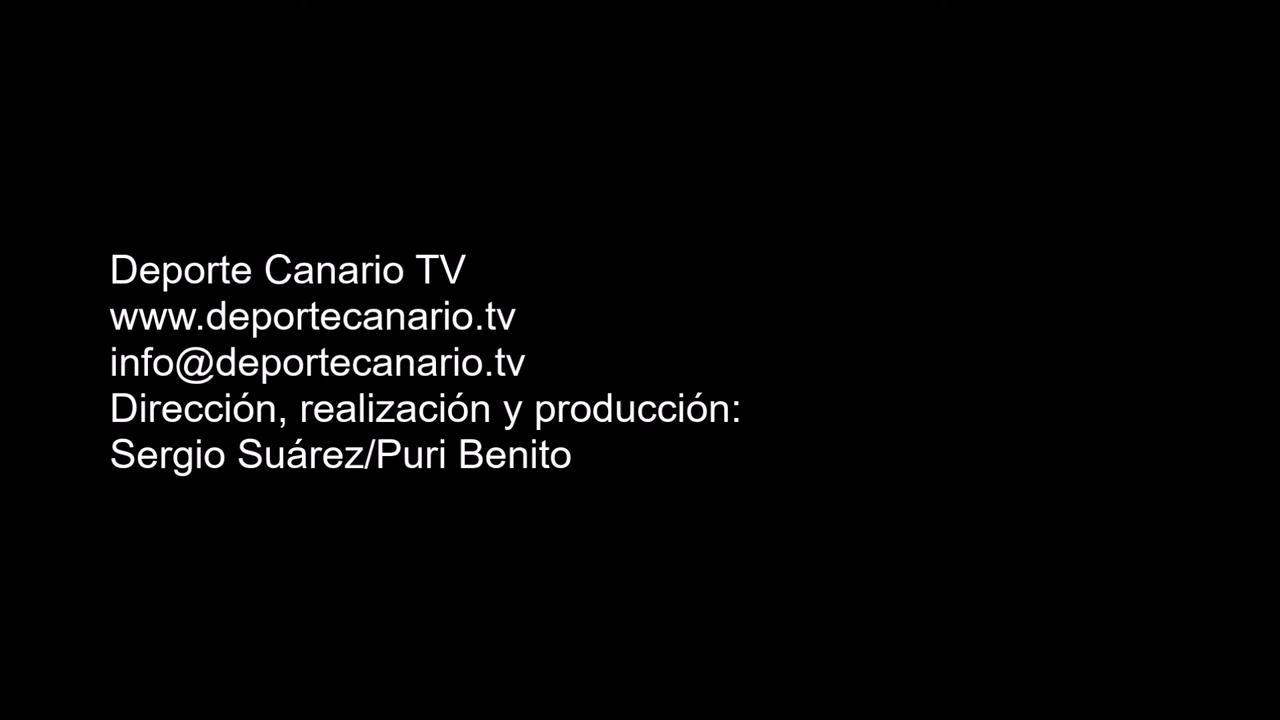 Deporte Canario TV
www.deportecanario.tv
info@deportecanario.tv
Dirección, realización y producción:
Sergio Suárez/Puri Benito